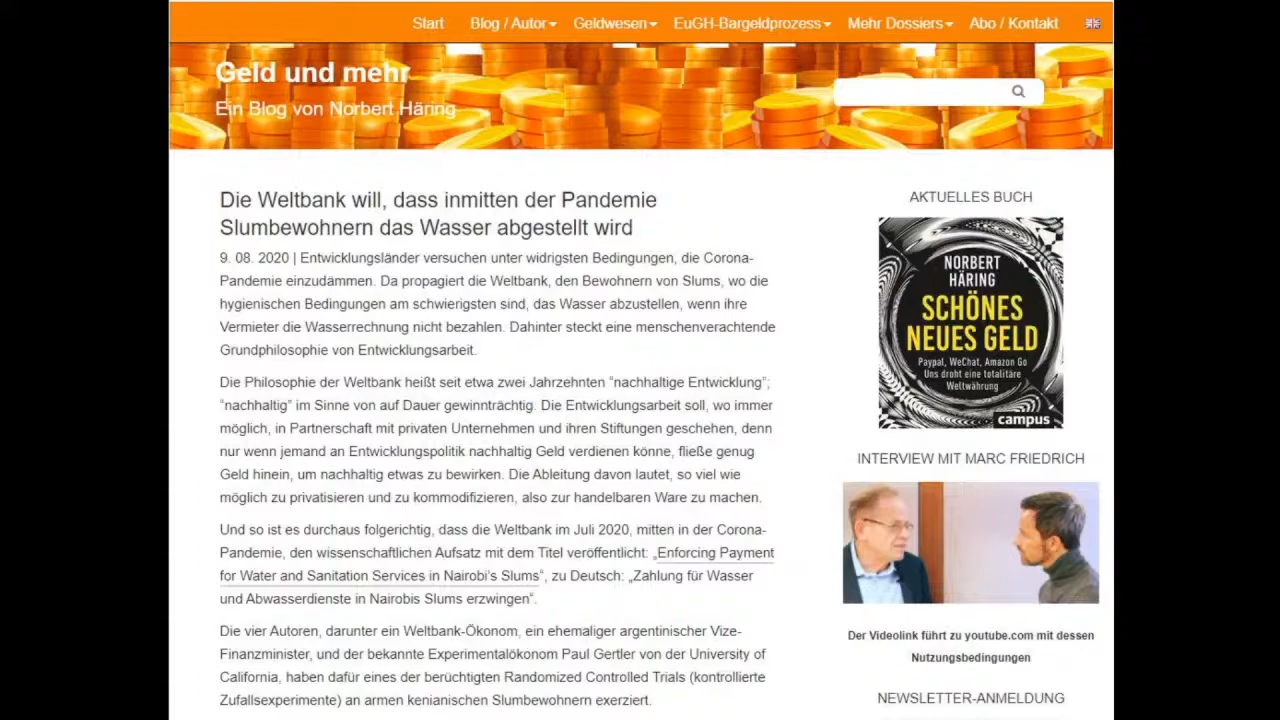 Start Blog / Autor Geldwesen EuGH-Bargeldprozess Mehr Dossiers Abo / Kontakt
Geld und mehr
Ein Blog von Norbert Häring
Die Weltbank will, dass inmitten der Pandemie
Slumbewohnern das Wasser abgestellt wird
9. 08. 2020 | Entwicklungsländer versuchen unter widrigsten Bedingungen, die Corona-
Pandemie einzudämmen. Da propagiert die Weltbank, den Bewohnern von Slums, wo die
hygienischen Bedingungen am schwierigsten sind, das Wasser abzustellen, wenn ihre
Vermieter die Wasserrechnung nicht bezahlen. Dahinter steckt eine menschenverachtende
Grundphilosophie von Entwicklungsarbeit.
Die Philosophie der Weltbank heißt seit etwa zwei Jahrzehnten “nachhaltige Entwicklung”;
“nachhaltig” im Sinne von auf Dauer gewinnträchtig. Die Entwicklungsarbeit soll, wo immer
möglich, in Partnerschaft mit privaten Unternehmen und ihren Stiftungen geschehen, denn
nur wenn jemand an Entwicklungspolitik nachhaltig Geld verdienen könne, fließe genug
Geld hinein, um nachhaltig etwas zu bewirken. Die Ableitung davon lautet, so viel wie
möglich zu privatisieren und zu kommodifizieren, also zur handelbaren Ware zu machen.
Und so ist es durchaus folgerichtig, dass die Weltbank im Juli 2020, mitten in der Corona-
Pandemie, den wissenschaftlichen Aufsatz mit dem Titel veröffentlicht: „Enforcing Payment
for Water and Sanitation Services in Nairobi’s Slums“, zu Deutsch: „Zahlung für Wasser
und Abwasserdienste in Nairobis Slums erzwingen“.
Die vier Autoren, darunter ein Weltbank-Ökonom, ein ehemaliger argentinischer Vize-
Finanzminister, und der bekannte Experimentalökonom Paul Gertler von der University of
California, haben dafür eines der berüchtigten Randomized Controlled Trials (kontrollierte
Zufallsexperimente) an armen kenianischen Slumbewohnern exerziert.
AKTUELLES BUCH
NORBERT
HÄRING
SCHÖNES
NEUES GELD
Paypal, WeChat, Amazon Go
Uns droht eine totalitäre
Weltwährung
campus
INTERVIEW MIT MARC FRIEDRICH
Der Videolink führt zu youtube.com mit dessen
Nutzungsbedingungen
NEWSLETTER-ANMELDUNG